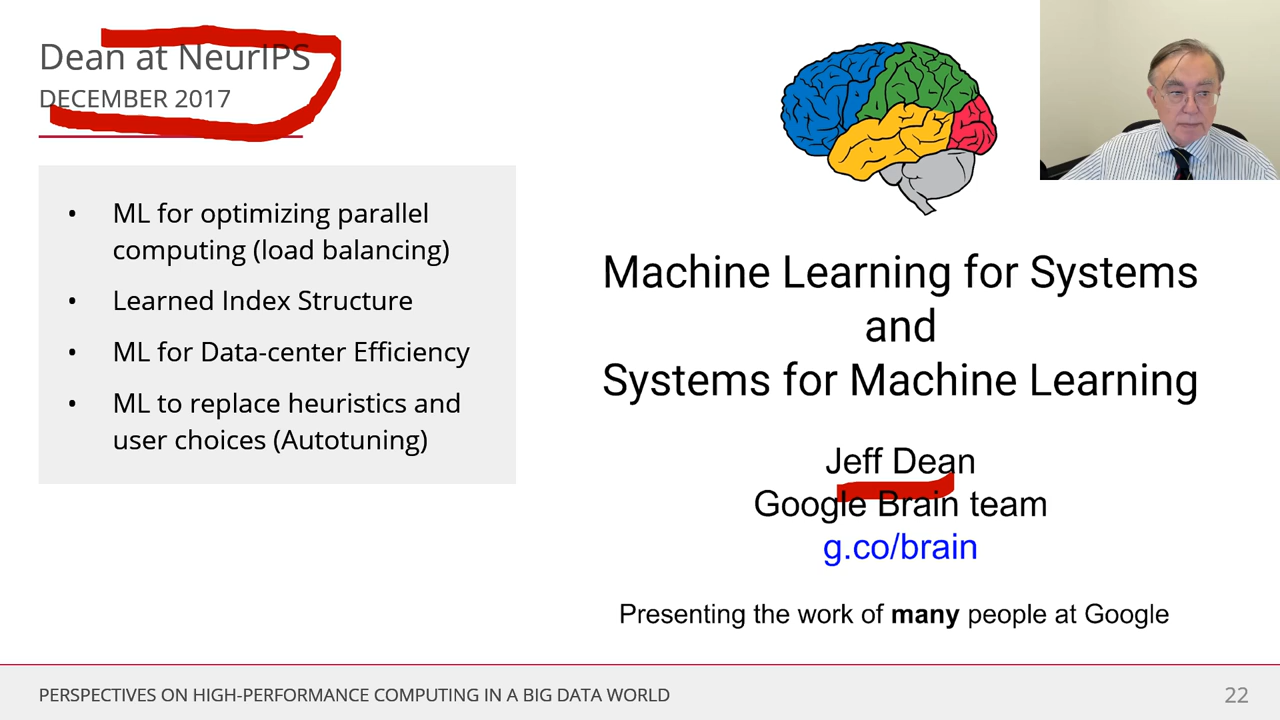 Dean at NeurIPS
DECEMBER 2017
• ML for optimizing parallel
computing (load balancing)
• Learned Index Structure
• ML for Data-center Efficiency
• ML to replace heuristics and
user choices (Autotuning)
Machine Learning for Systems
and
Systems for Machine Learning
Jeff Dean
Google Brain team
g.co/brain
Presenting the work of many people at Google
PERSPECTIVES ON HIGH-PERFORMANCE COMPUTING IN A BIG DATA WORLD
22